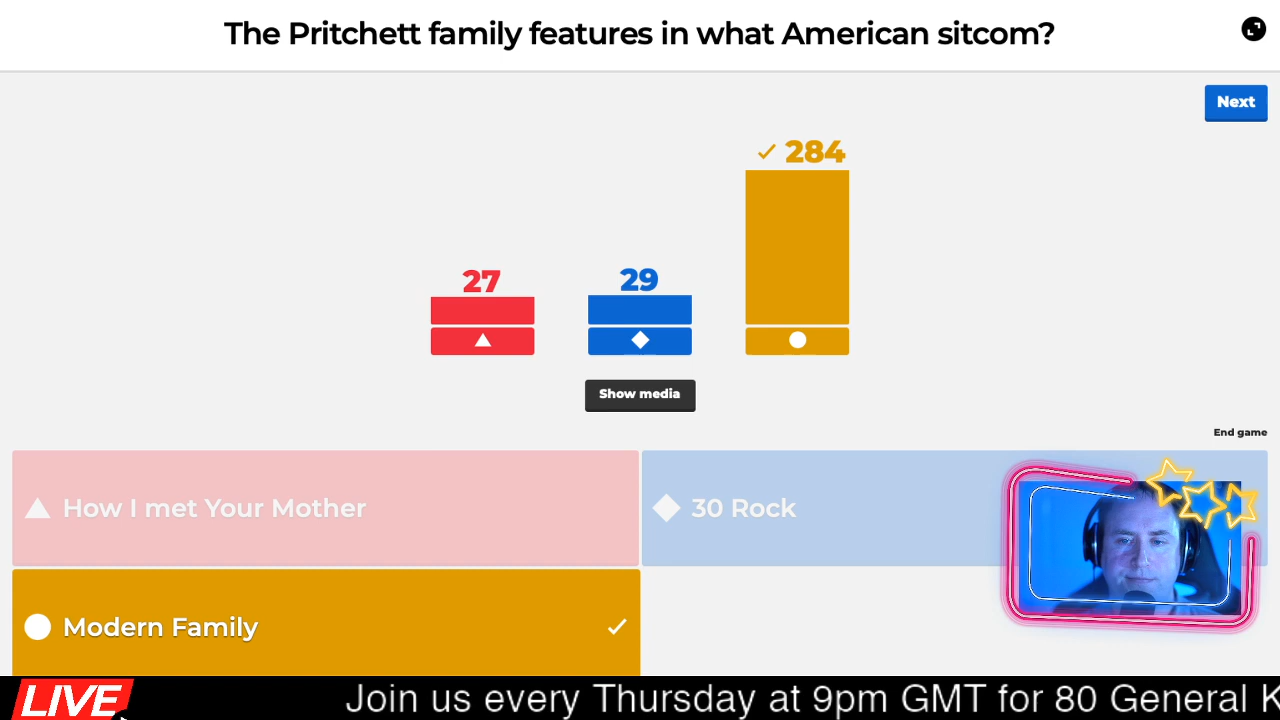 The Pritchett family features in what American sitcom?
Next
284
27
29
Show media
End game
How I met Your Mother
30 Rock
Modern Family
LIVE
Join us every Thursday at 9pm GMT for 80 General